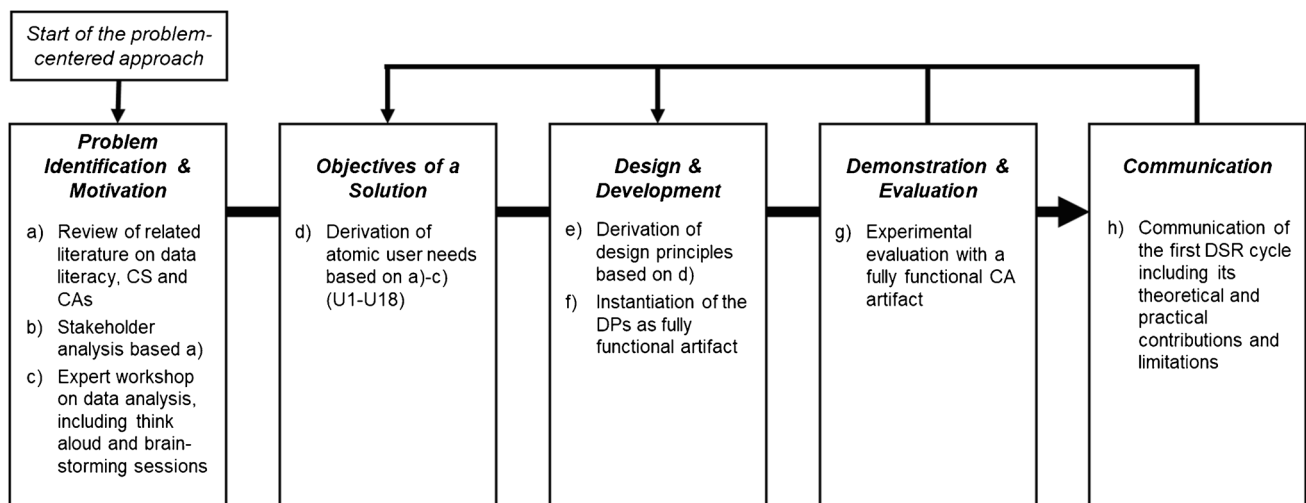 Start of the problem-
centered approach
Problem
Identification &
Motivation
a) Review of related
literature on data
literacy, CS and
CAs
b) Stakeholder
analysis based a)
c) Expert workshop
on data analysis,
including think
aloud and brain-
storming sessions
Objectives of a
Solution
d) Derivation of
atomic user needs
based on a)-c)
(U1-U18)
Design &
Development
e) Derivation of
design principles
based on d)
f) Instantiation of the
DPs as fully
functional artifact
Demonstration &
Evaluation
g) Experimental
evaluation with a
fully functional CA
artifact
Communication
h) Communication of
the first DSR cycle
including its
theoretical and
practical
contributions and
limitations